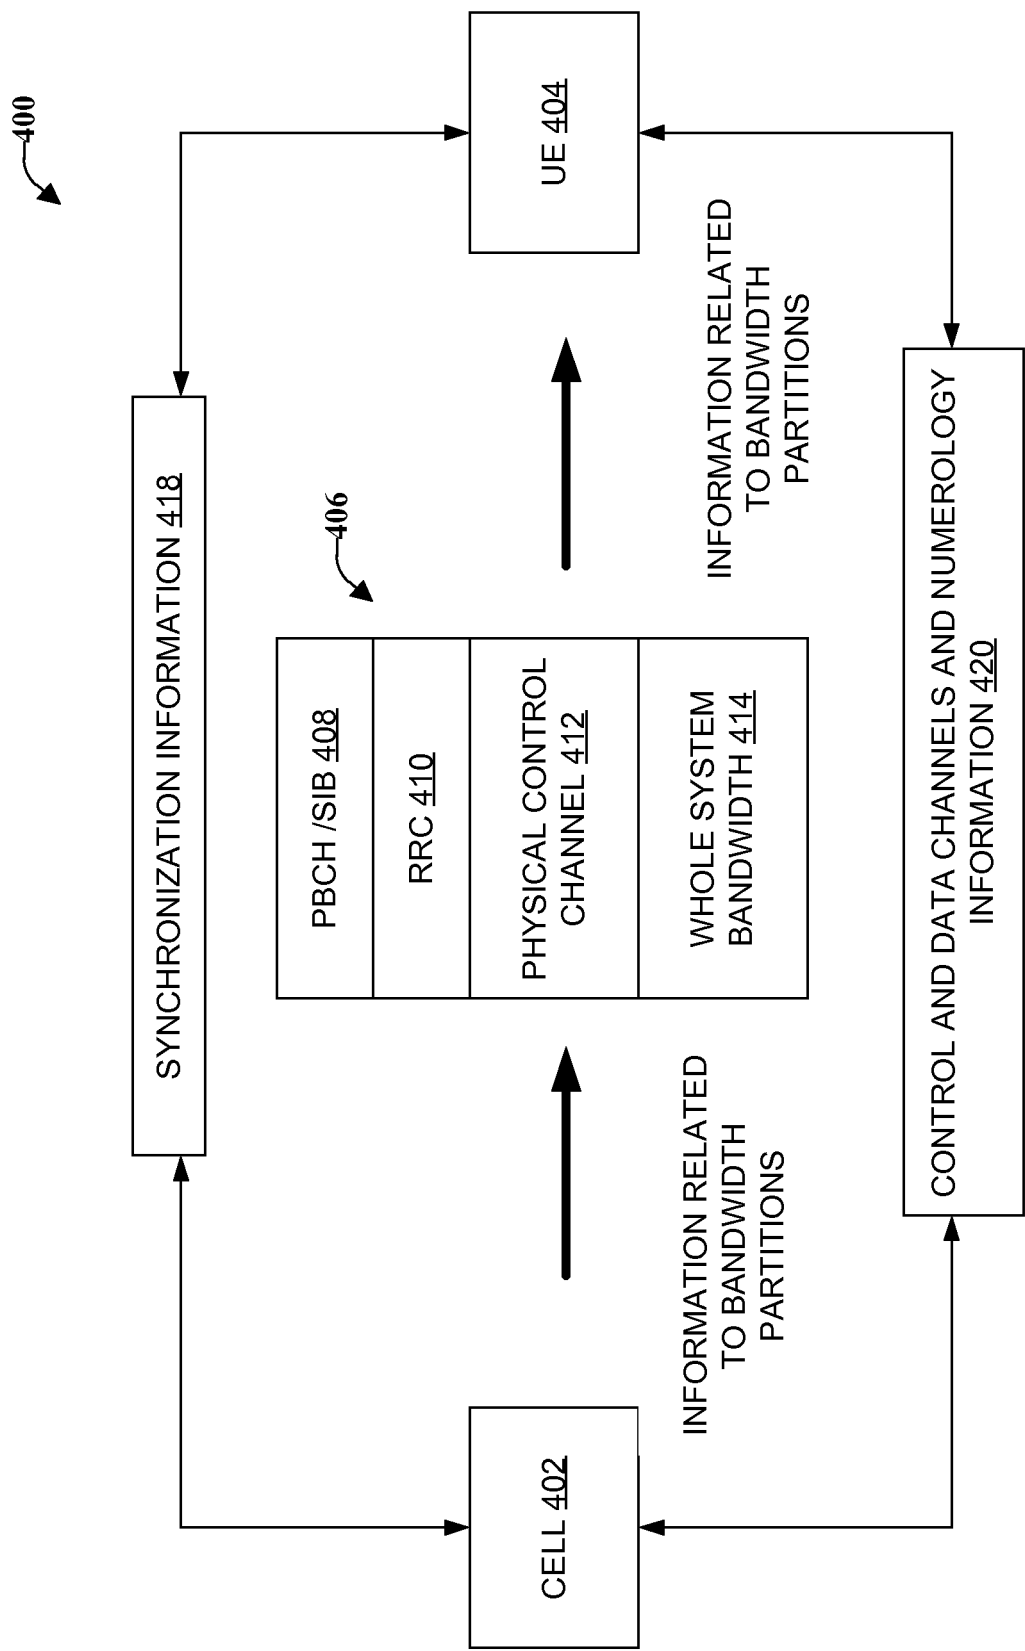 400
SYNCHRONIZATION INFORMATION 418
406
PBCH /SIB 408
RRC 410
CELL 402
PHYSICAL CONTROL
CHANNEL 412
UE 404
WHOLE SYSTEM
BANDWIDTH 414
INFORMATION RELATED
TO BANDWIDTH
PARTITIONS
INFORMATION RELATED
TO BANDWIDTH
PARTITIONS
CONTROL AND DATA CHANNELS AND NUMEROLOGY
INFORMATION 420